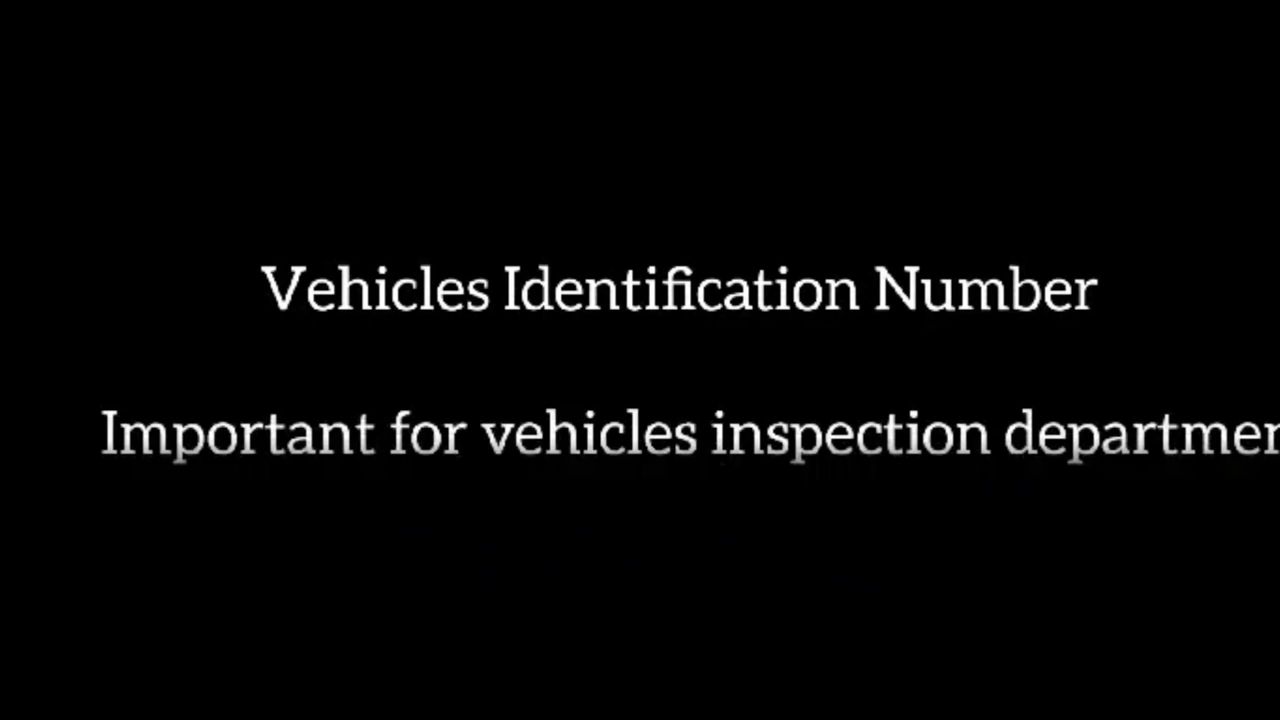 Vehicles Identification Number
Important for vehicles inspection departmen